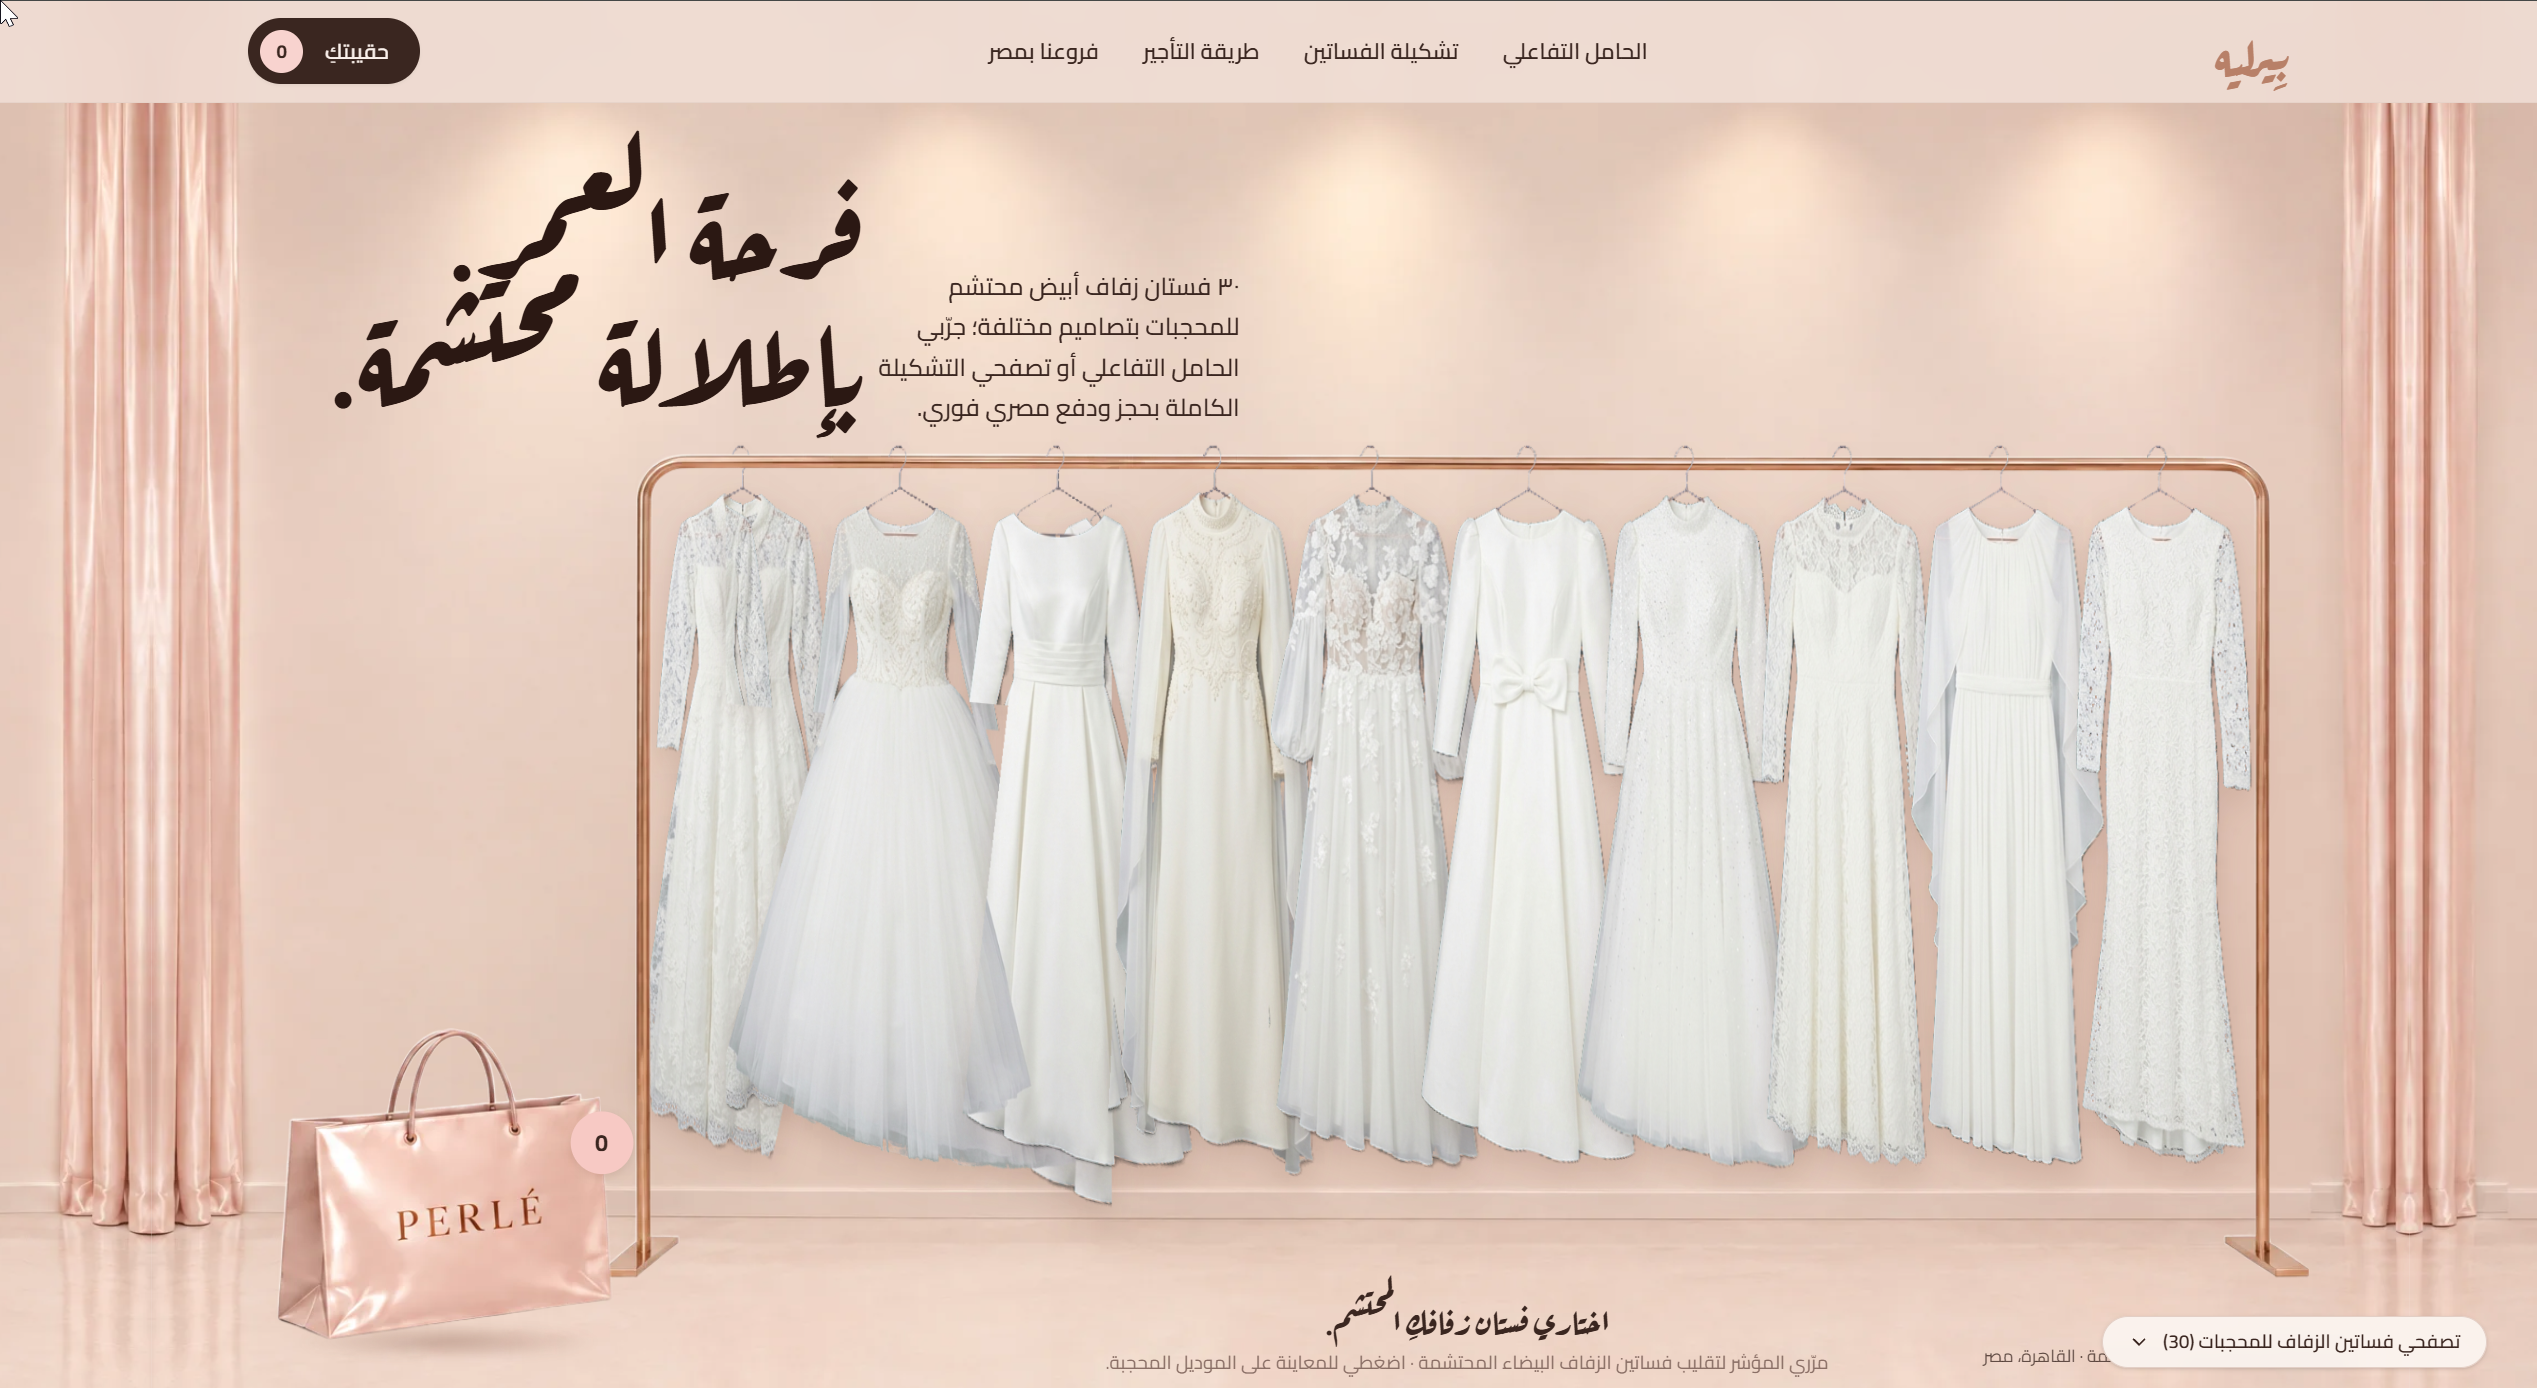 بيرليه
الحامل التفاعلي
تشكيلة الفساتين
طريقة التأجير
فروعنا بمصر
حقيبتكِ
0
فرحة العمر.
بإطلالة محتشمة.
٣٠ فستان زفاف أبيض محتشم
للمحجبات بتصاميم مختلفة؛ جرّبي
الحامل التفاعلي أو تصفحي التشكيلة
الكاملة بحجز ودفع مصري فوري.
0
PERLÉ
اختاري فستان زفافكِ المحتشم.
مرّري المؤشر لتقليب فساتين الزفاف البيضاء المحتشمة · اضغطي للمعاينة على الموديل المحجبة.
تصفحي فساتين الزفاف للمحجبات (30)
· القاهرة، مصر